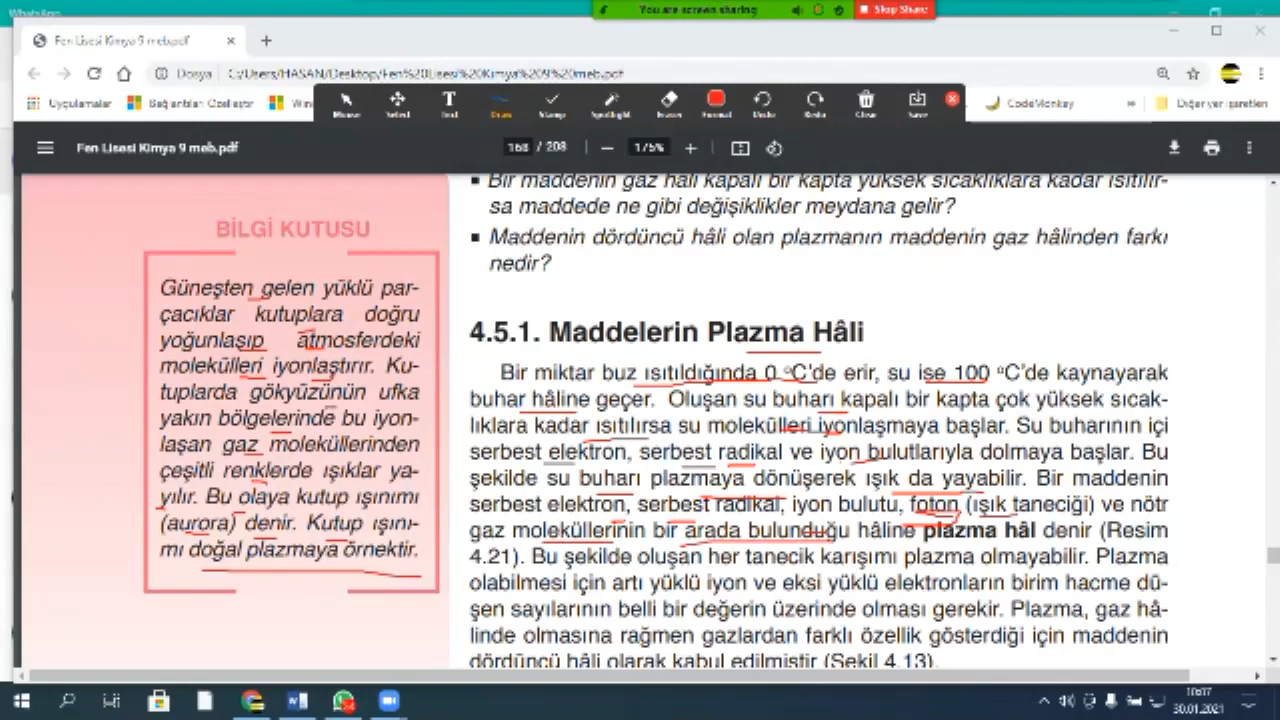 WhatsApp
You are screen sharing
Stop Share
Fen Lisesi Kimya 9 meb.pdf
Dosya
C:/Users/HASAN/Desktop/Fen%20Lisesi%20Kimya%209%20meb.pdf
Uygulamalar
Bağlantıları Özelleştir
CodeMonkey
»
Diğer yer işaretleri
Mouse
Select
Text
Draw
Stamp
Spotlight
Eraser
Format
Undo
Redo
Clear
Save
Fen Lisesi Kimya 9 meb.pdf
168 / 208
175%
BİLGİ KUTUSU
Güneşten gelen yüklü par-
çacıklar kutuplara doğru
yoğunlaşıp atmosferdeki
molekülleri iyonlaştırır. Ku-
tuplarda gökyüzünün ufka
yakın bölgelerinde bu iyon-
laşan gaz moleküllerinden
çeşitli renklerde ışıklar ya-
yılır. Bu olaya kutup ışınımı
(aurora) denir. Kutup ışını-
mı doğal plazmaya örnektir.
▪ Bir maddenin gaz hâli kapalı bir kapta yüksek sıcaklıklara kadar ısıtılır-
sa maddede ne gibi değişiklikler meydana gelir?
▪ Maddenin dördüncü hâli olan plazmanın maddenin gaz hâlinden farkı
nedir?
4.5.1. Maddelerin Plazma Hâli
Bir miktar buz ısıtıldığında 0 °C'de erir, su ise 100 °C'de kaynayarak
buhar hâline geçer. Oluşan su buharı kapalı bir kapta çok yüksek sıcak-
lıklara kadar ısıtılırsa su molekülleri iyonlaşmaya başlar. Su buharının içi
serbest elektron, serbest radikal ve iyon bulutlarıyla dolmaya başlar. Bu
şekilde su buharı plazmaya dönüşerek ışık da yayabilir. Bir maddenin
serbest elektron, serbest radikal, iyon bulutu, foton (ışık taneciği) ve nötr
gaz moleküllerinin bir arada bulunduğu hâline plazma hâl denir (Resim
4.21). Bu şekilde oluşan her tanecik karışımı plazma olmayabilir. Plazma
olabilmesi için artı yüklü iyon ve eksi yüklü elektronların birim hacme dü-
şen sayılarının belli bir değerin üzerinde olması gerekir. Plazma, gaz hâ-
linde olmasına rağmen gazlardan farklı özellik gösterdiği için maddenin
dördüncü hâli olarak kabul edilmiştir (Şekil 4.13).
10:07
30.01.2021